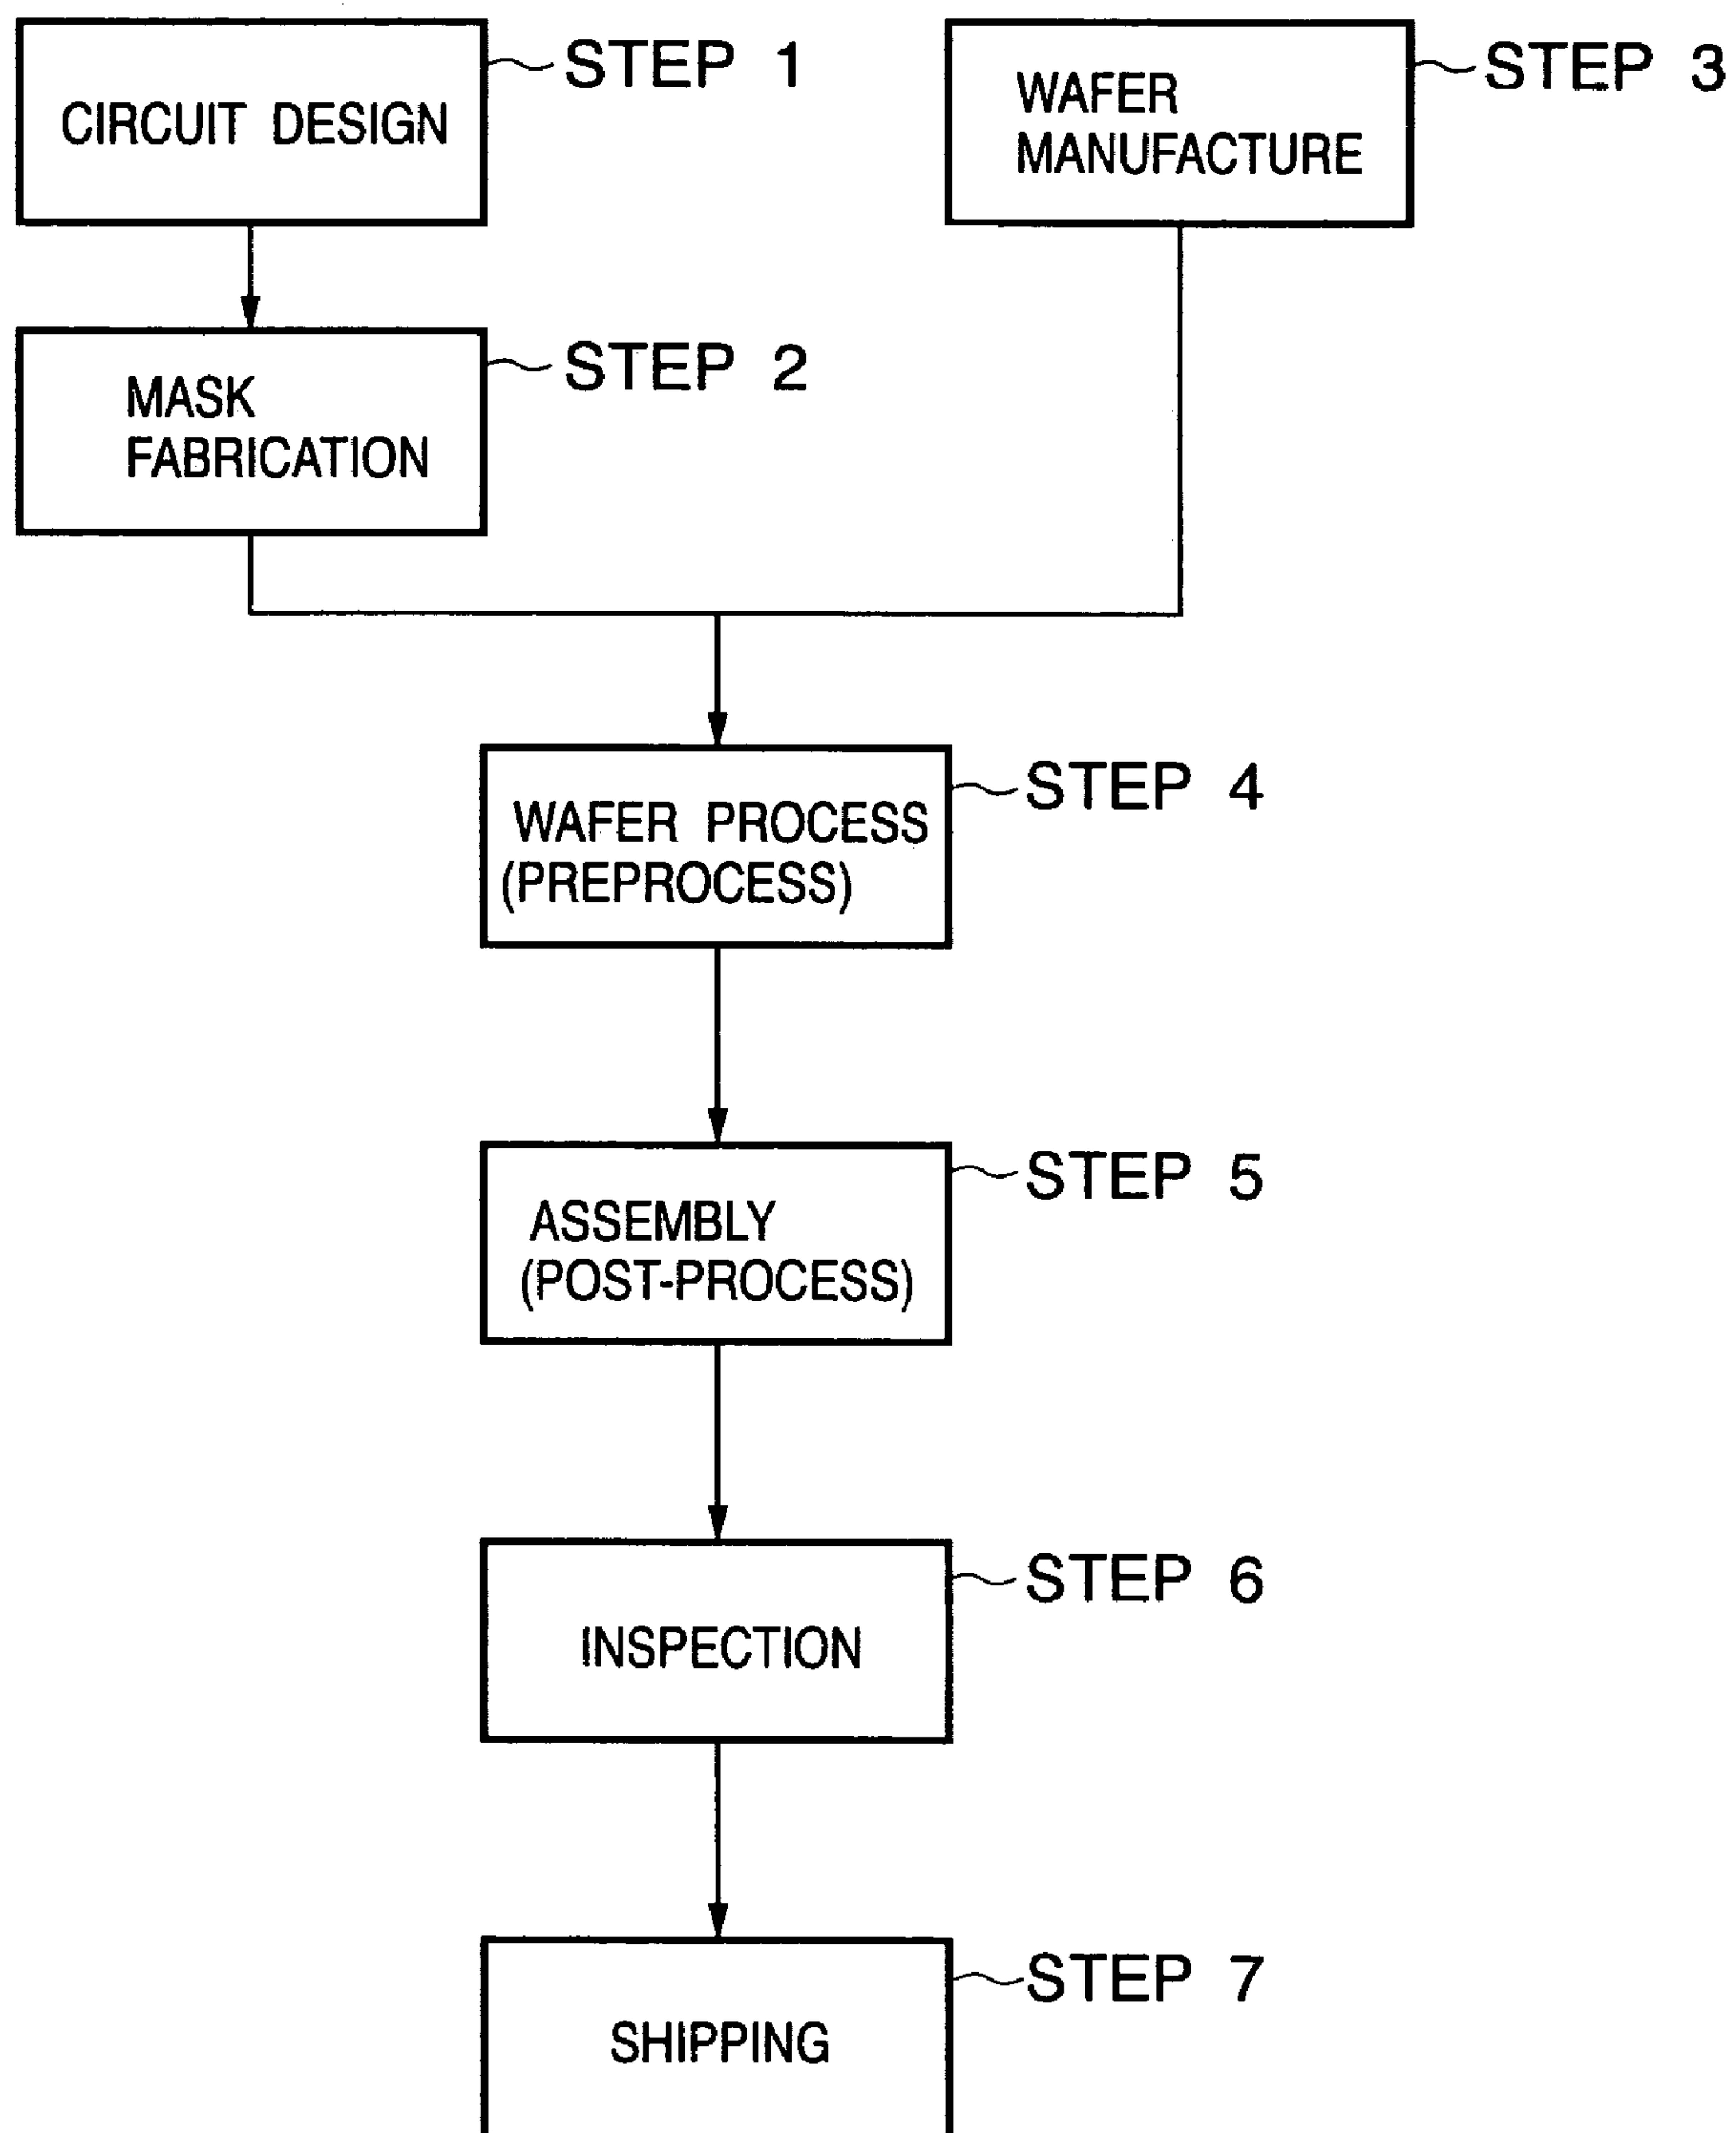 CIRCUIT DESIGN
STEP 1
WAFER
MANUFACTURE
STEP 3
MASK
FABRICATION
STEP 2
WAFER PROCESS
(PREPROCESS)
STEP 4
ASSEMBLY
(POST-PROCESS)
STEP 5
INSPECTION
STEP 6
SHIPPING
STEP 7